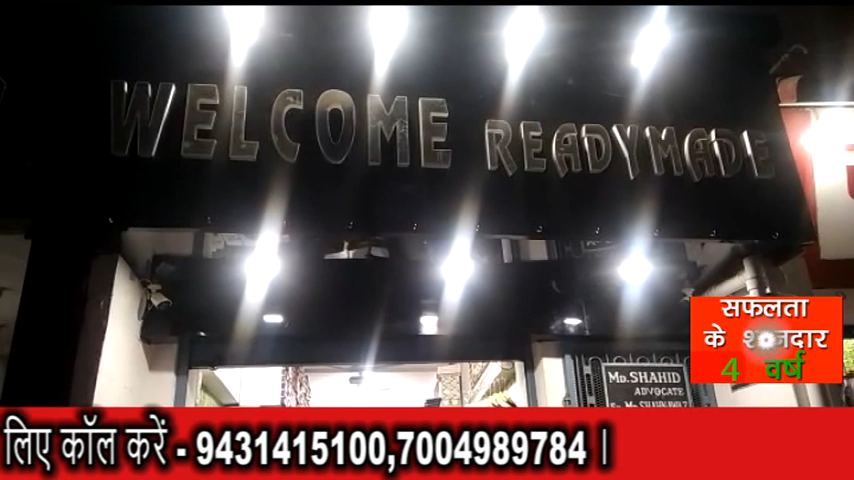 WELCOME READYMADE
सफलता
के शानदार
4 वर्ष
MD. SHAHID
ADVOCATE
लिए कॉल करें - 9431415100,7004989784 |